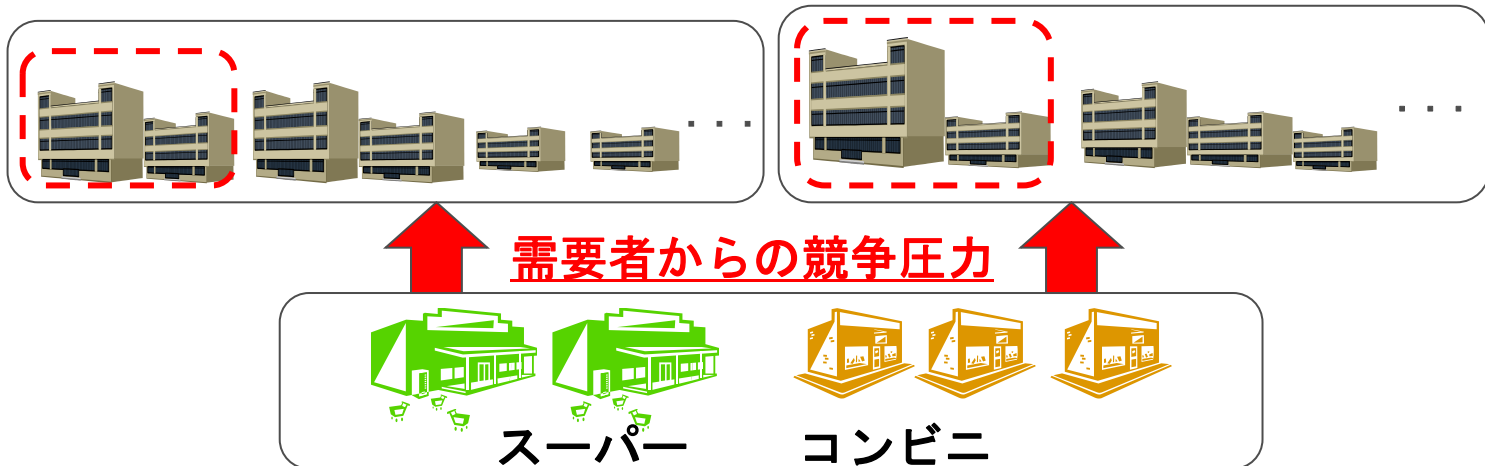 ・・・
・・・
需要者からの競争圧力
スーパー
コンビニ